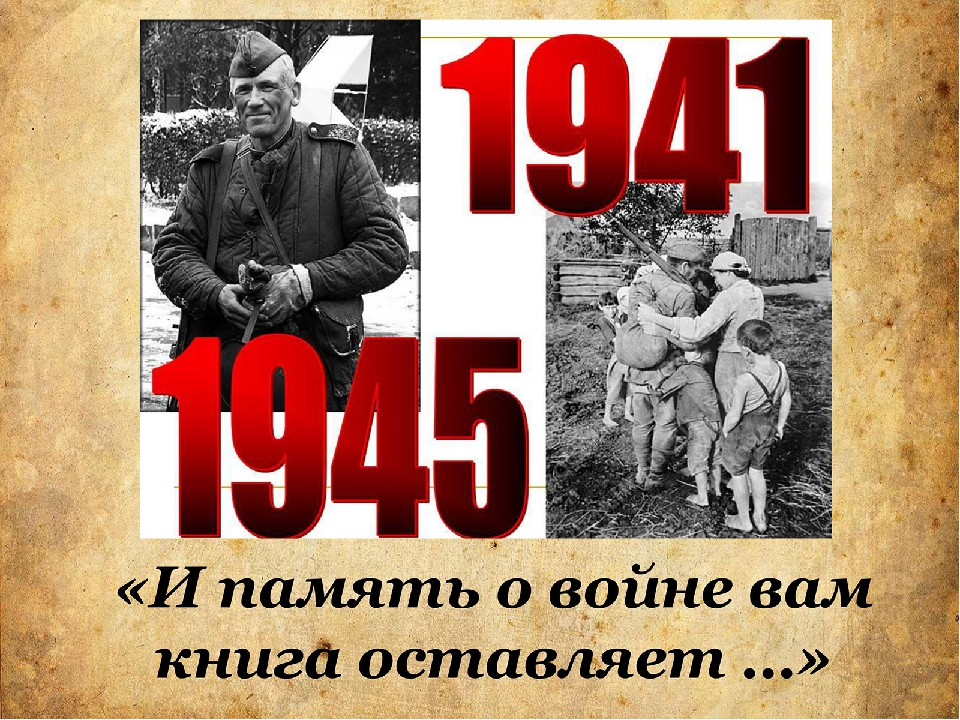 1941
1945
«И память о войне вам
книга оставляет ...»